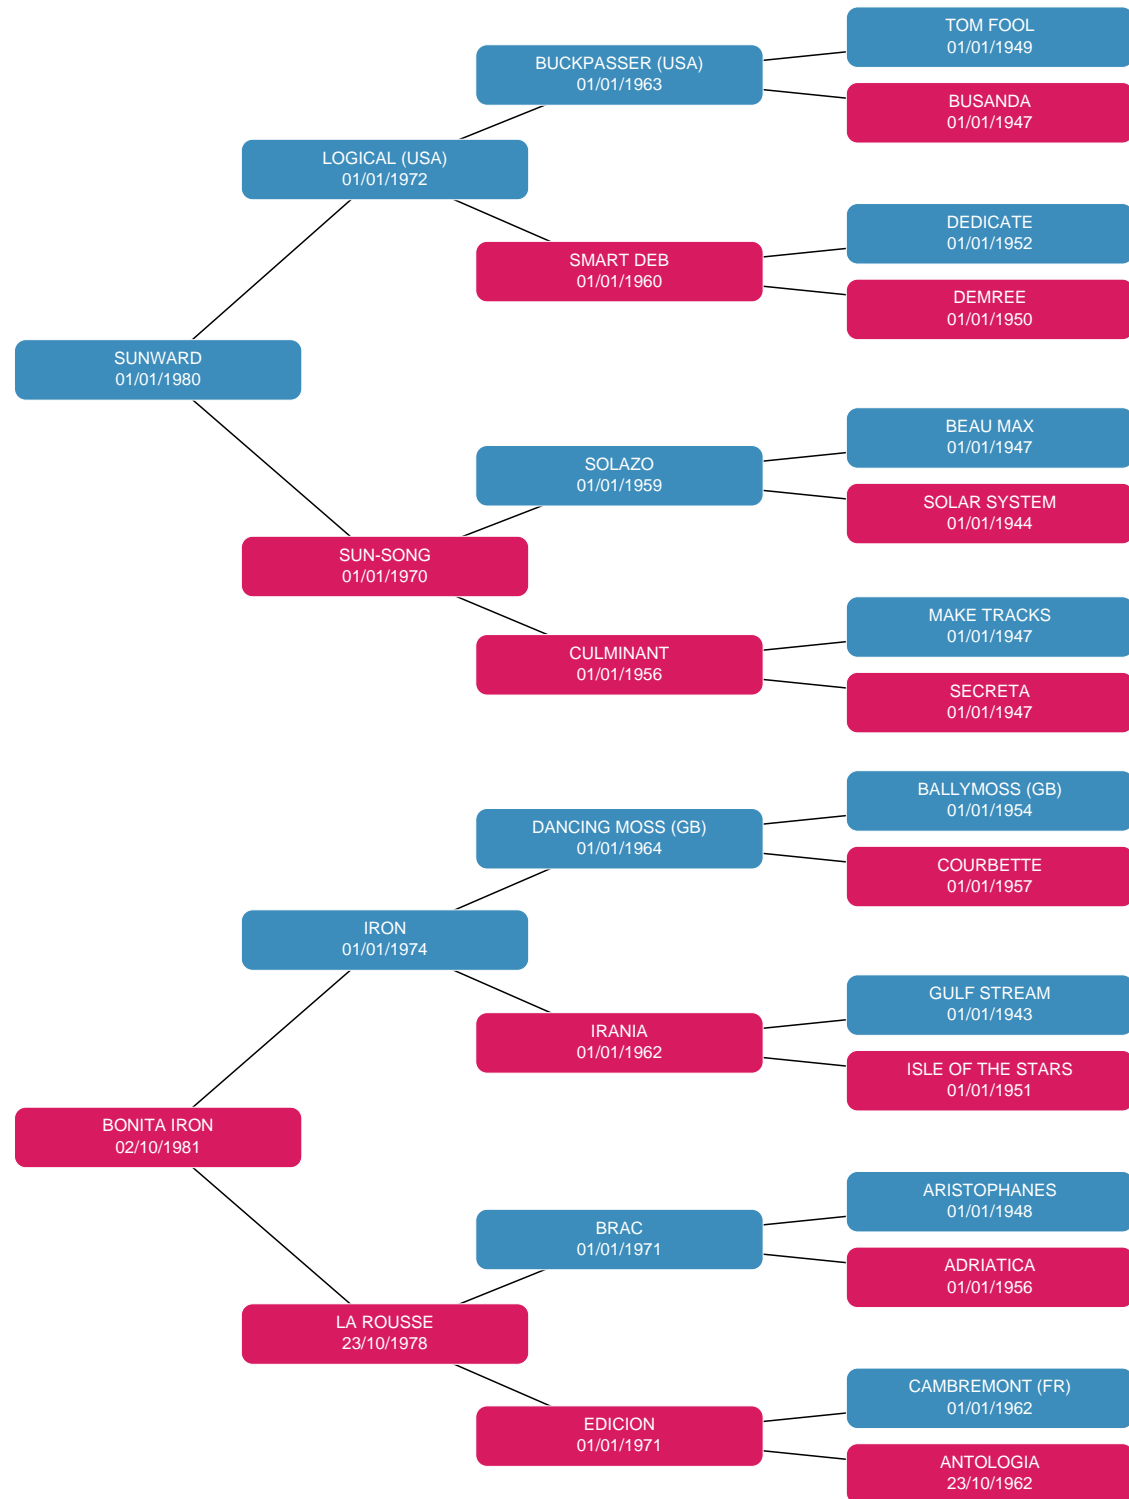 TOM FOOL
01/01/1949
BUCKPASSER (USA)
01/01/1963
BUSANDA
01/01/1947
LOGICAL (USA)
01/01/1972
DEDICATE
01/01/1952
SMART DEB
01/01/1960
DEMREE
01/01/1950
SUNWARD
01/01/1980
BEAU MAX
01/01/1947
SOLAZO
01/01/1959
SOLAR SYSTEM
01/01/1944
SUN-SONG
01/01/1970
MAKE TRACKS
01/01/1947
CULMINANT
01/01/1956
SECRETA
01/01/1947
BALLYMOSS (GB)
01/01/1954
DANCING MOSS (GB)
01/01/1964
COURBETTE
01/01/1957
IRON
01/01/1974
GULF STREAM
01/01/1943
IRANIA
01/01/1962
ISLE OF THE STARS
01/01/1951
BONITA IRON
02/10/1981
ARISTOPHANES
01/01/1948
BRAC
01/01/1971
ADRIATICA
01/01/1956
LA ROUSSE
23/10/1978
CAMBREMONT (FR)
01/01/1962
EDICION
01/01/1971
ANTOLOGIA
23/10/1962